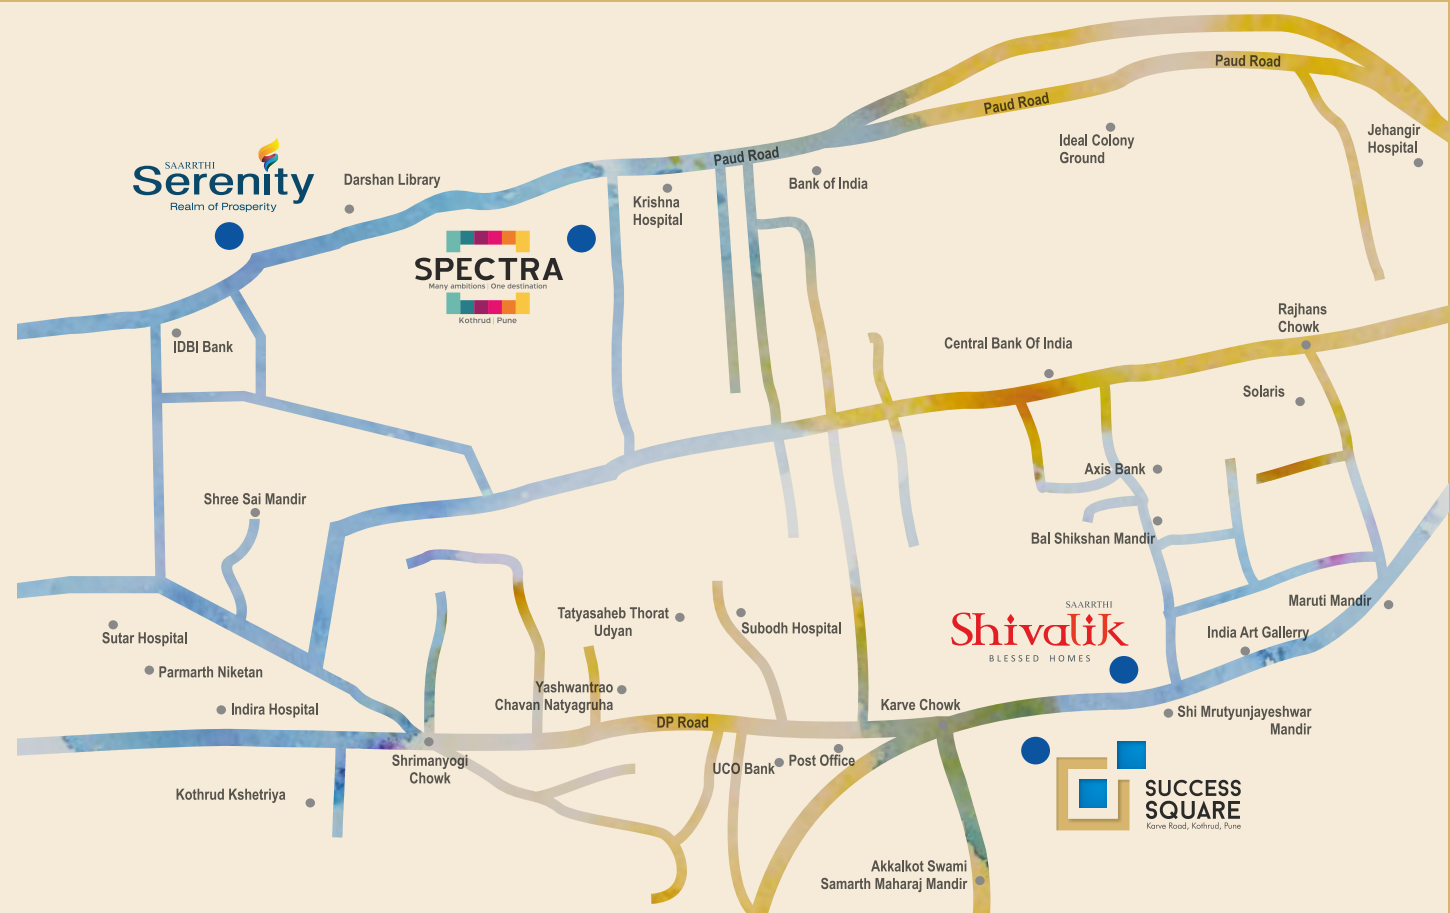 Paud Road
Paud Road
Jehangir
Hospital
Ideal Colony
Ground
Paud Road
SAARRTHI
Serenity
Realm of Prosperity
Darshan Library
Bank of India
Krishna
Hospital
SPECTRA
Many ambitions | One destination
Kothrud | Pune
Rajhans
Chowk
IDBI Bank
Central Bank Of India
Solaris
Axis Bank
Shree Sai Mandir
Bal Shikshan Mandir
Maruti Mandir
SAARRTHI
Shivalik
BLESSED HOMES
Tatyasaheb Thorat
Udyan
Subodh Hospital
India Art Gallerry
Sutar Hospital
Parmarth Niketan
Yashwantrao
Chavan Natyagruha
Indira Hospital
Karve Chowk
Shi Mrutyunjayeshwar
Mandir
DP Road
Shrimanyogi
Chowk
UCO Bank
Post Office
Kothrud Kshetriya
SUCCESS
SQUARE
Karve Road, Kothrud, Pune
Akkalkot Swami
Samarth Maharaj Mandir